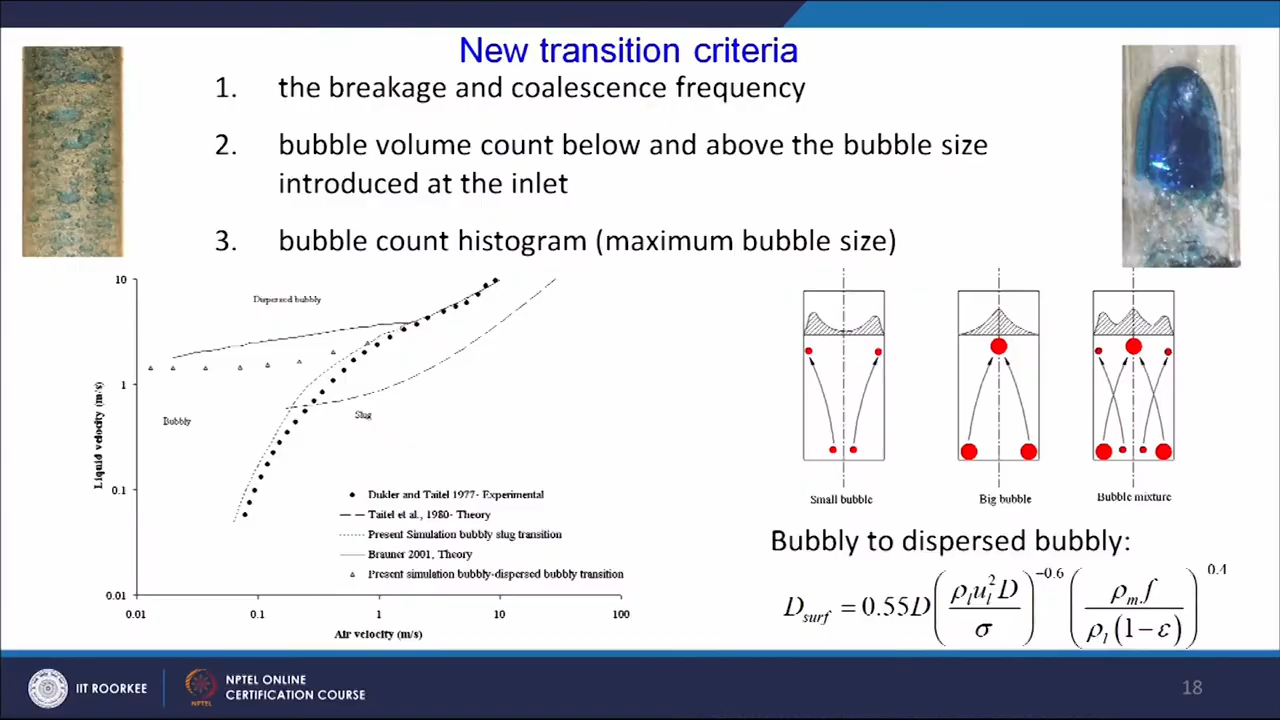 New transition criteria
1. the breakage and coalescence frequency
2. bubble volume count below and above the bubble size
introduced at the inlet
3. bubble count histogram (maximum bubble size)
10
1
0.1
0.01
Liquid velocity (m/s)
Dispersed bubbly
Bubbly
Slug
Dukler and Taitel 1977- Experimental
Taitel et al., 1980- Theory
Present Simulation bubbly slug transition
Brauner 2001, Theory
Present simulation bubbly-dispersed bubbly transition
0.01 0.1 1 10 100
Air velocity (m/s)
Small bubble Big bubble Bubble mixture
Bubbly to dispersed bubbly:
D_surf = 0.55D (ρ_l u_l^2 D / σ)^−0.6 (ρ_m f / ρ_l (1−ε))^0.4
IIT ROORKEE
NPTEL
NPTEL ONLINE
CERTIFICATION COURSE
18